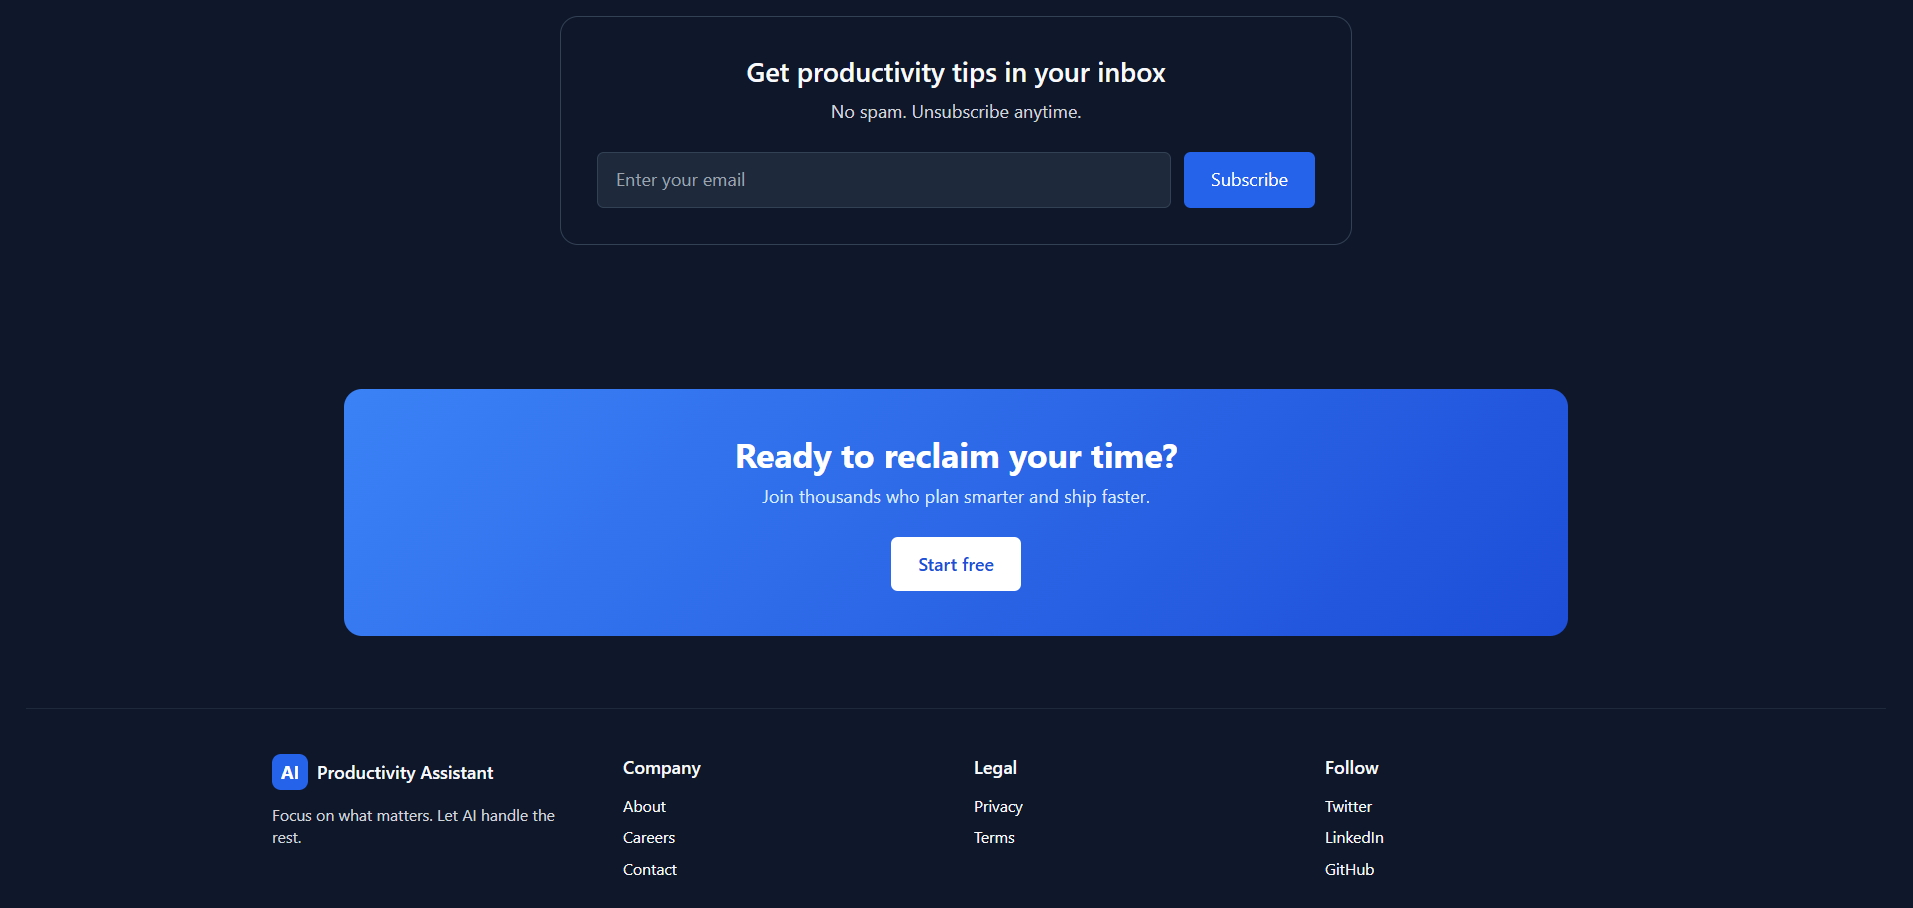 Get productivity tips in your inbox
No spam. Unsubscribe anytime.
Enter your email
Subscribe
Ready to reclaim your time?
Join thousands who plan smarter and ship faster.
Start free
AI Productivity Assistant
Focus on what matters. Let AI handle the
rest.
Company
About
Careers
Contact
Legal
Privacy
Terms
Follow
Twitter
LinkedIn
GitHub